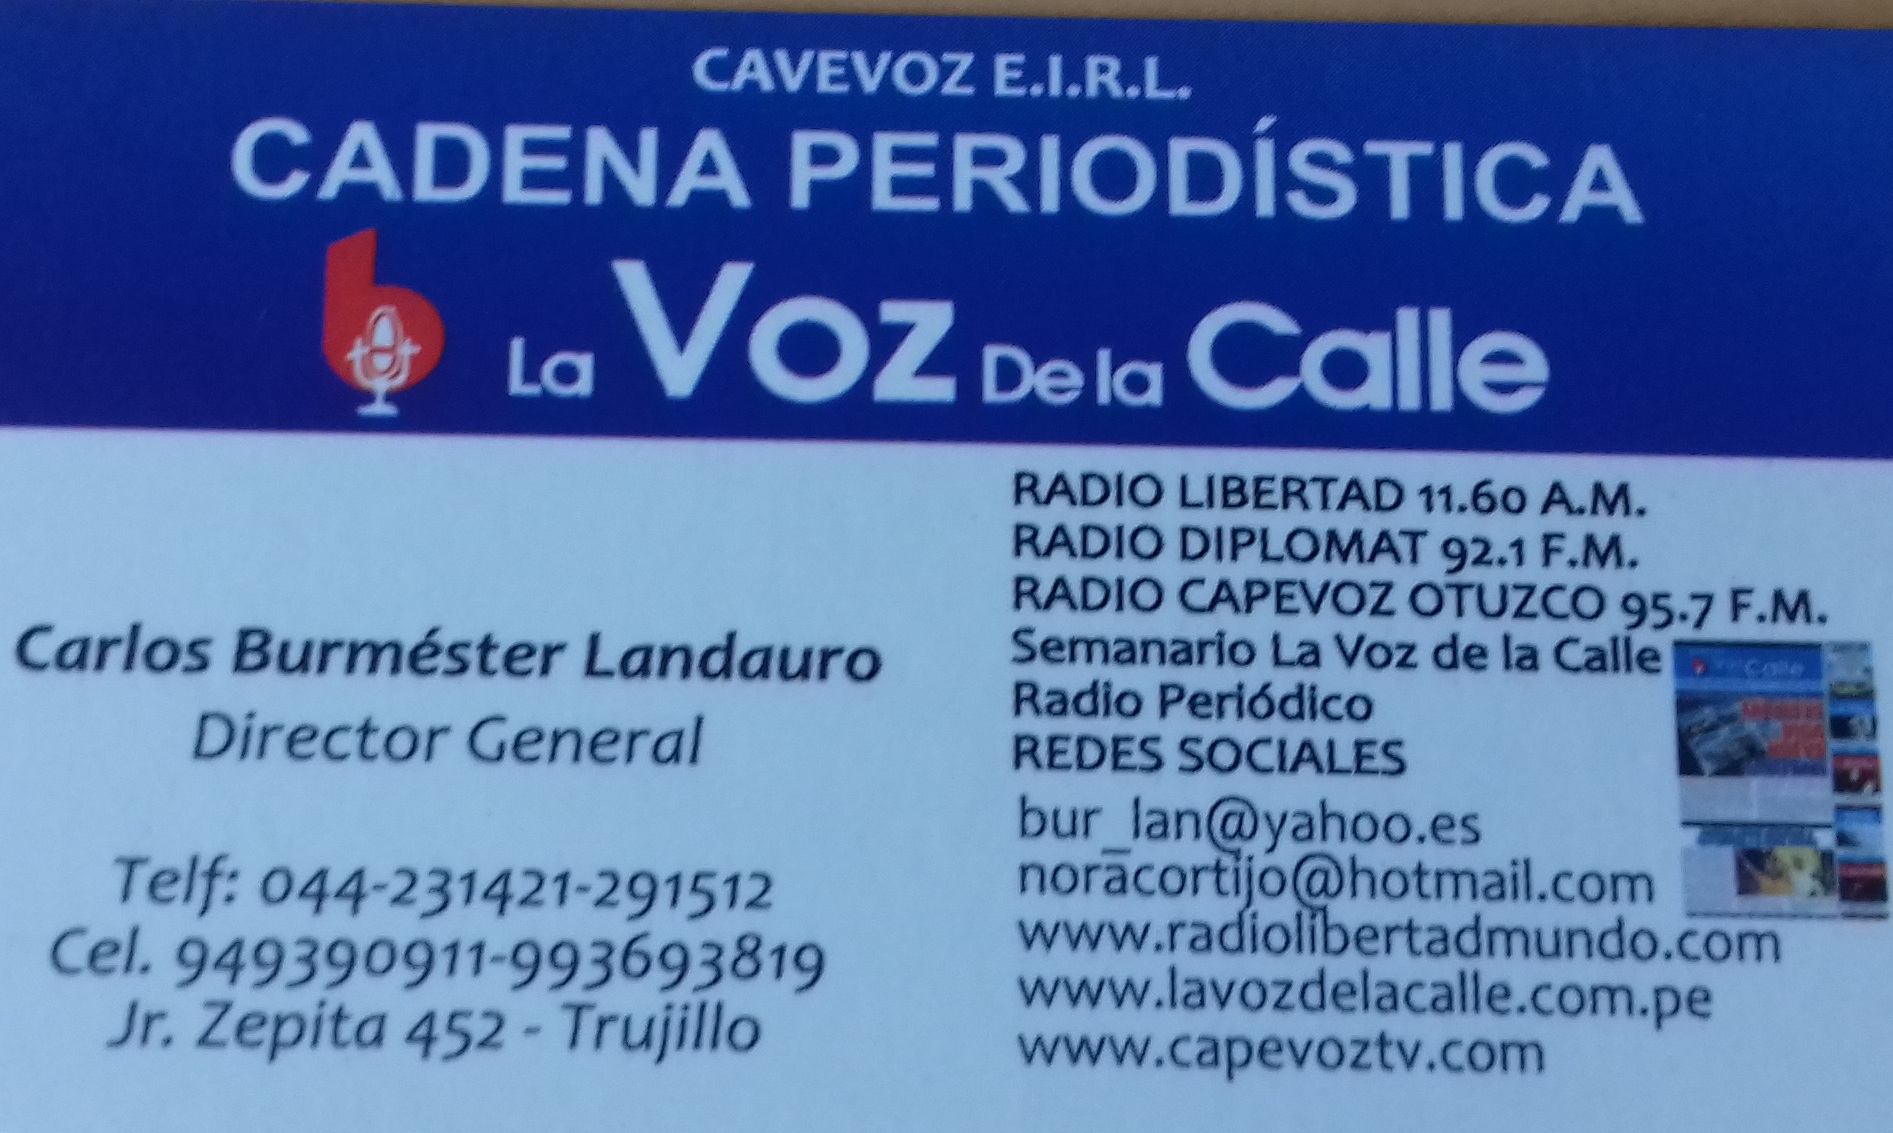 CAVEVOZ E.I.R.L.
CADENA PERIODÍSTICA
La Voz De la Calle
Carlos Burméster Landauro
Director General
Telf: 044-231421-291512
Cel. 949390911-993693819
Jr. Zepita 452 - Trujillo
RADIO LIBERTAD 11.60 A.M.
RADIO DIPLOMAT 92.1 F.M.
RADIO CAPEVOZ OTUZCO 95.7 F.M.
Semanario La Voz de la Calle
Radio Periódico
REDES SOCIALES
bur_lan@yahoo.es
noracortijo@hotmail.com
www.radiolibertadmundo.com
www.lavozdelacalle.com.pe
www.capevoztv.com
Calle